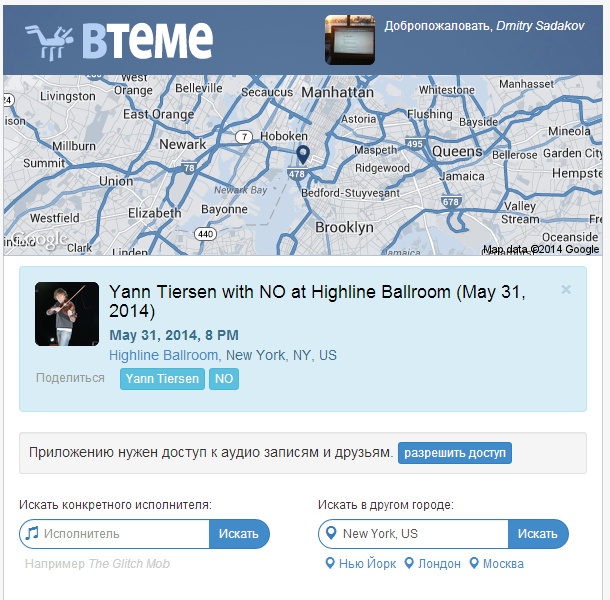 втеме
Добропожаловать, Dmitry Sadakov
West Orange
Belleville
Secaucus
Manhattan
Whitestone
Manhasset
24
Livingston
East Orange
Astoria
Flushing
Bayside
7
Hoboken
Mineola
Millburn
Newark
Maspeth
495
Queens
Bellerose
Garden City
Summit
78
478
Ridgewood
Jamaica
Union
Newark Bay
Bedford-Stuyvesant
678
Elizabeth
Bayonne
Valley Stream
Westfield
440
Brooklyn
Oceanside
Google
Clark
Linden
Map data ©2014 Google
Yann Tiersen with NO at Highline Ballroom (May 31,
2014)
×
May 31, 2014, 8 PM
Highline Ballroom, New York, NY, US
Поделиться Yann Tiersen NO
Приложению нужен доступ к аудио записям и друзьям. разрешить доступ
Искать конкретного исполнителя:
Исполнитель Искать
Например The Glitch Mob
Искать в другом городе:
New York, US Искать
Нью Йорк Лондон Москва